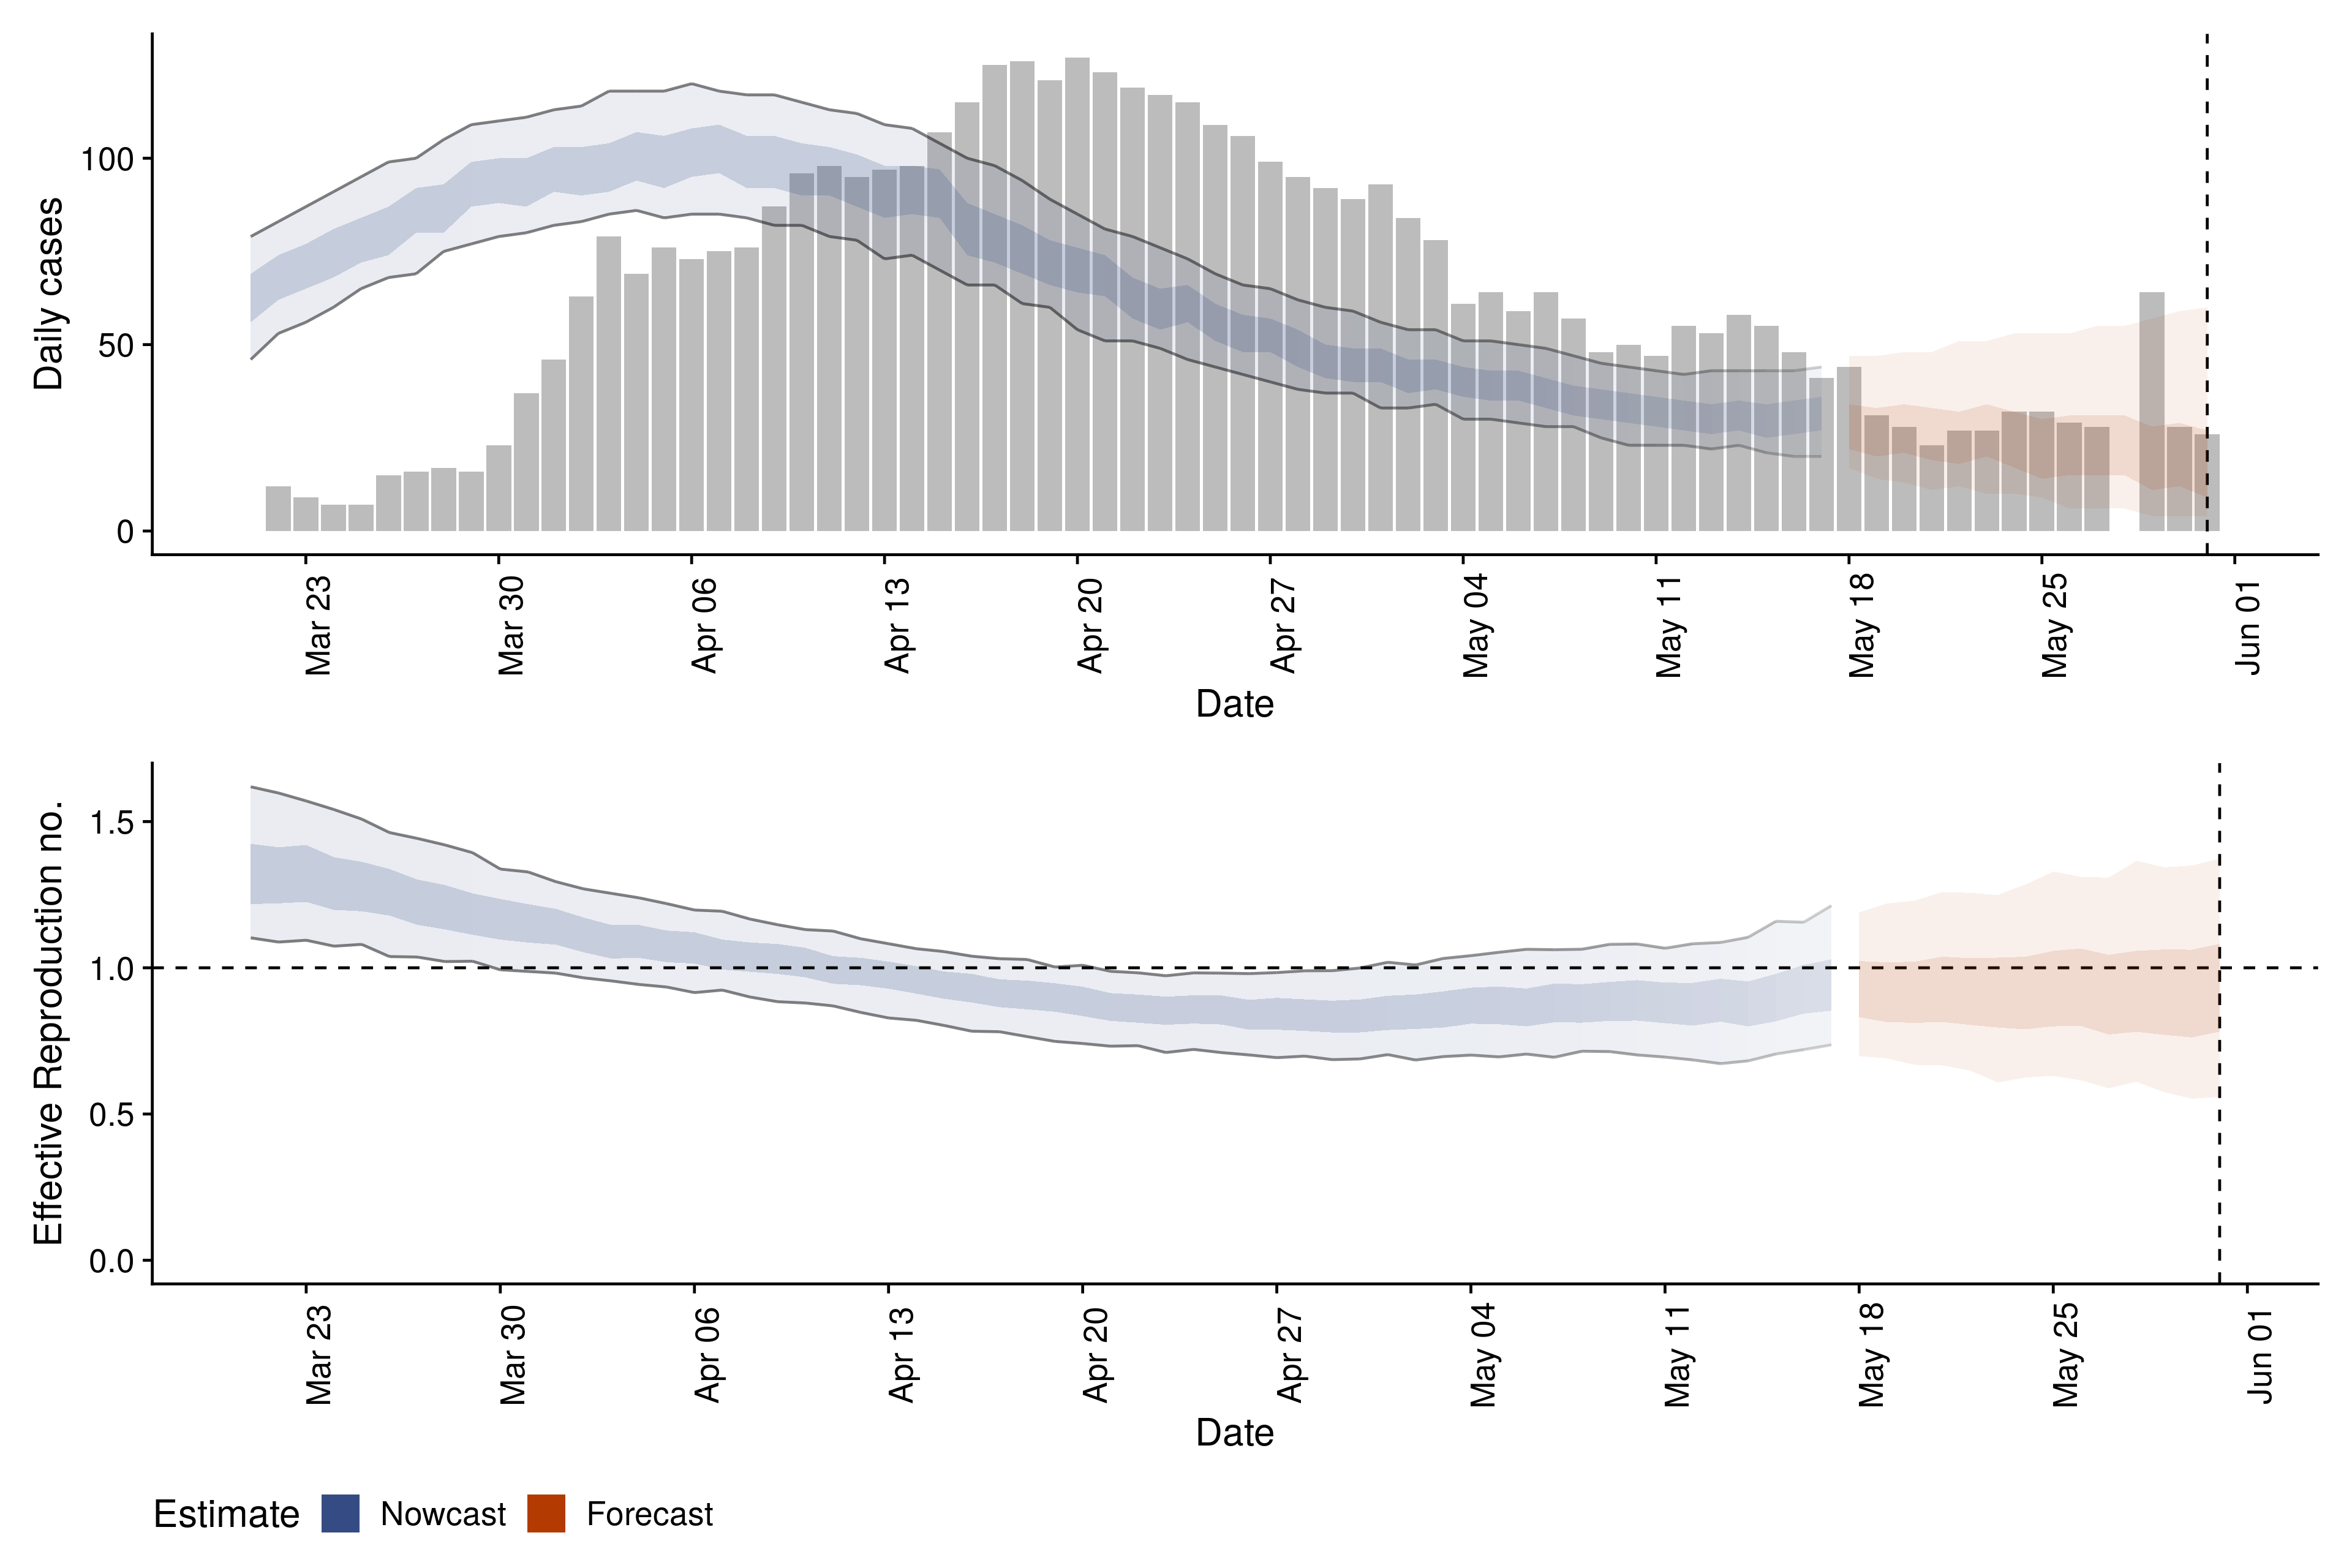 Daily cases
100
50
0
Mar 23
Mar 30
Apr 06
Apr 13
Apr 20
Apr 27
May 04
May 11
May 18
May 25
Jun 01
Date
Effective Reproduction no.
1.5
1.0
0.5
0.0
Mar 23
Mar 30
Apr 06
Apr 13
Apr 20
Apr 27
May 04
May 11
May 18
May 25
Jun 01
Date
Estimate Nowcast Forecast